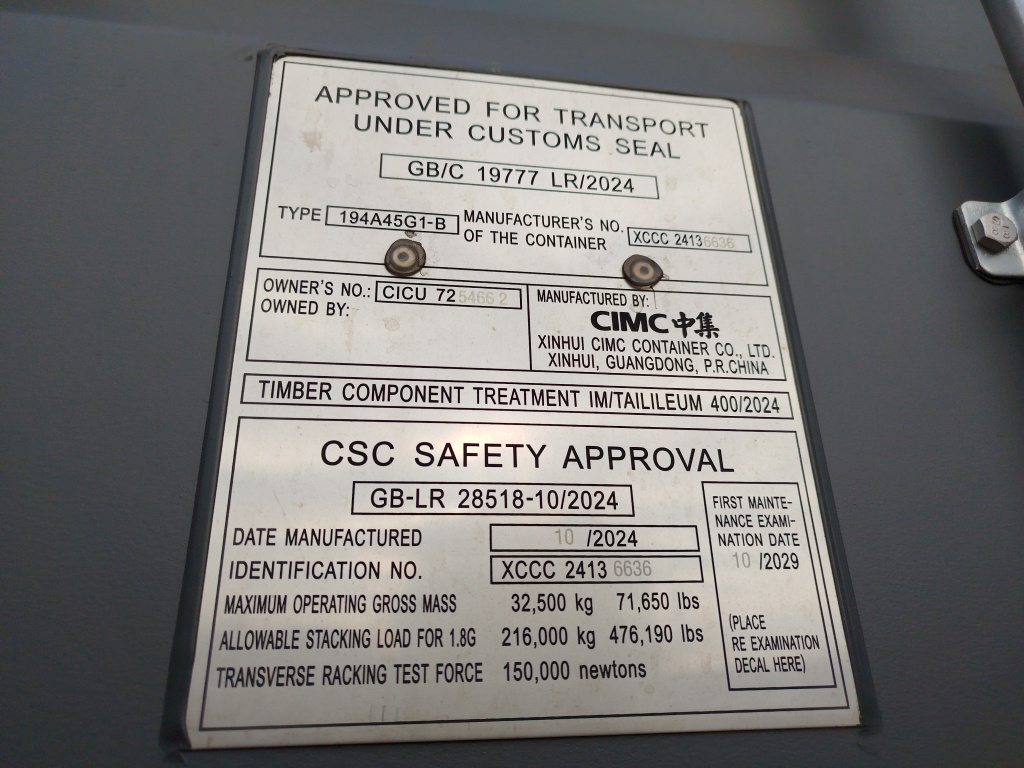 APPROVED FOR TRANSPORT
UNDER CUSTOMS SEAL
GB/C 19777 LR/2024
TYPE 194A45G1-B
MANUFACTURER'S NO.
OF THE CONTAINER
XCCC 2413 6636
OWNER'S NO.: CICU 72 5466 2
OWNED BY:
MANUFACTURED BY:
CIMC 中集
XINHUI CIMC CONTAINER CO., LTD.
XINHUI, GUANGDONG, P.R.CHINA
TIMBER COMPONENT TREATMENT IM/TAILILEUM 400/2024
CSC SAFETY APPROVAL
GB-LR 28518-10/2024
DATE MANUFACTURED 10 /2024
IDENTIFICATION NO. XCCC 2413 6636
MAXIMUM OPERATING GROSS MASS 32,500 kg 71,650 lbs
ALLOWABLE STACKING LOAD FOR 1.8G 216,000 kg 476,190 lbs
TRANSVERSE RACKING TEST FORCE 150,000 newtons
FIRST MAINTE-
NANCE EXAMI-
NATION DATE
10 /2029
(PLACE
RE EXAMINATION
DECAL HERE)